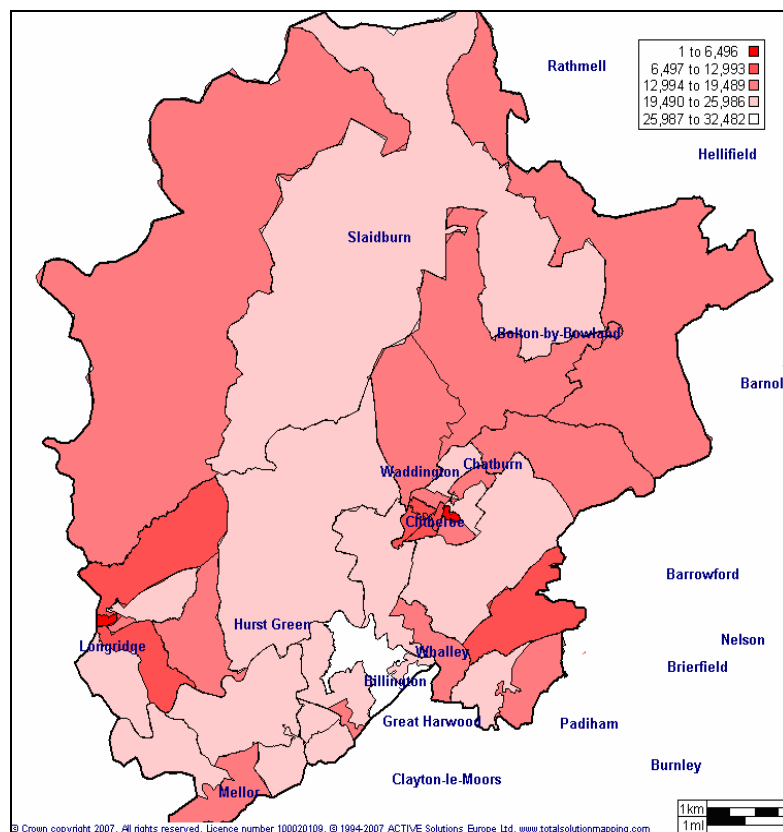 1 to 6,496
6,497 to 12,993
12,994 to 19,489
19,490 to 25,986
25,987 to 32,482
Rathmell
Hellifield
Slaidburn
Bolton-by-Bowland
Barnol
Waddington
Chatburn
Clitheroe
Barrowford
Hurst Green
Longridge
Whalley
Nelson
Brierfield
Billington
Great Harwood
Padiham
Burnley
Clayton-le-Moors
Mellor
1km
1mi
© Crown copyright 2007. All rights reserved. Licence number 100020109. © 1994-2007 ACTIVE Solutions Europe Ltd. www.totalsolutionmapping.com